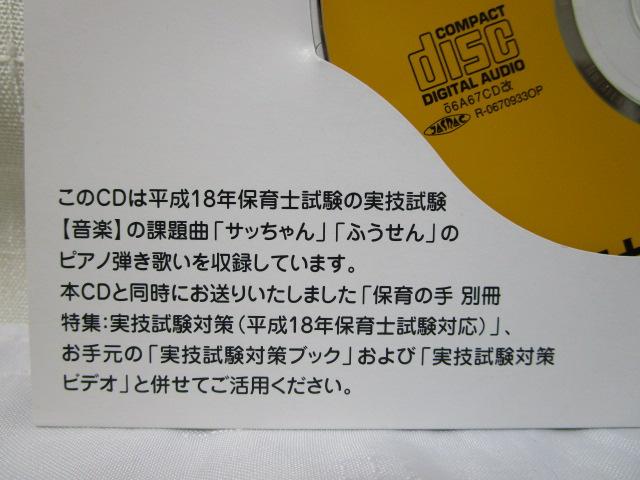 COMPACT
disc
DIGITAL AUDIO
ō6A67CD改
JASRAC
R-0670933OP
このCDは平成18年保育士試験の実技試験
【音楽】の課題曲「サッちゃん」「ふうせん」の
ピアノ弾き歌いを収録しています。
本CDと同時にお送りいたしました「保育の手 別冊
特集：実技試験対策（平成18年保育士試験対応）」、
お手元の「実技試験対策ブック」および「実技試験対策
ビデオ」と併せてご活用ください。